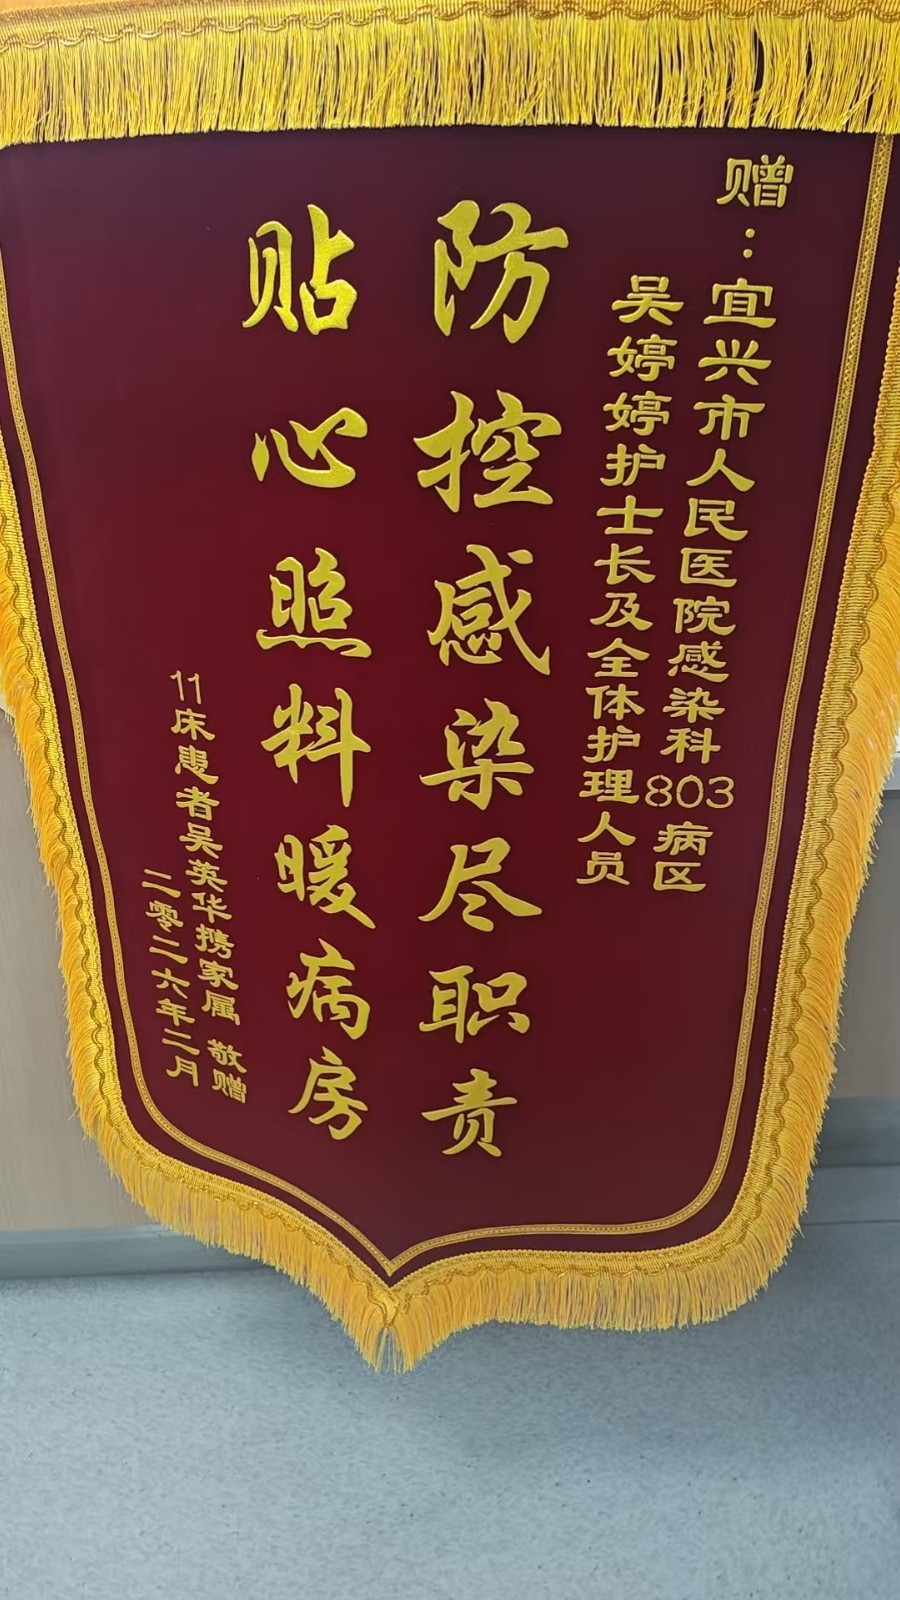 赠：宜兴市人民医院感染科803病区
吴婷婷护士长及全体护理人员
防控感染尽职责
贴心照料暖病房
11床患者吴英华携家属 敬赠
二零二六年二月